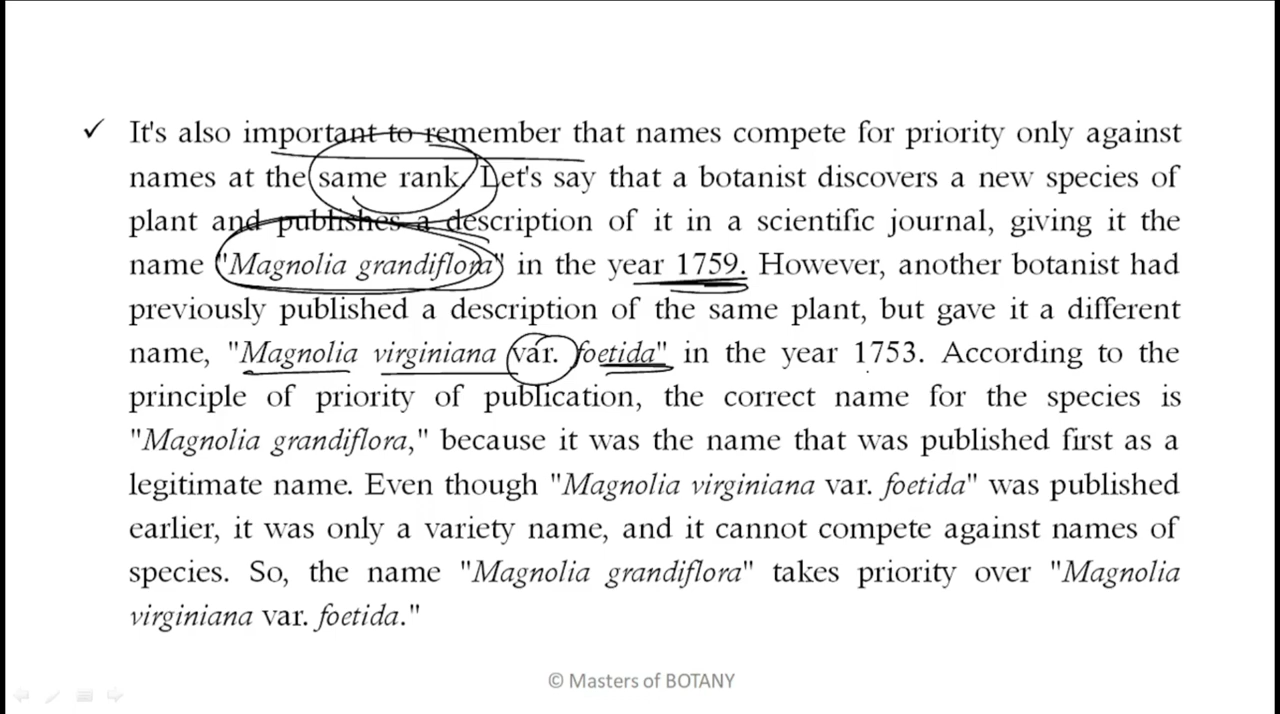 ✓ It's also important to remember that names compete for priority only against
names at the same rank. Let's say that a botanist discovers a new species of
plant and publishes a description of it in a scientific journal, giving it the
name "Magnolia grandiflora" in the year 1759. However, another botanist had
previously published a description of the same plant, but gave it a different
name, "Magnolia virginiana var. foetida" in the year 1753. According to the
principle of priority of publication, the correct name for the species is
"Magnolia grandiflora," because it was the name that was published first as a
legitimate name. Even though "Magnolia virginiana var. foetida" was published
earlier, it was only a variety name, and it cannot compete against names of
species. So, the name "Magnolia grandiflora" takes priority over "Magnolia
virginiana var. foetida."
© Masters of BOTANY